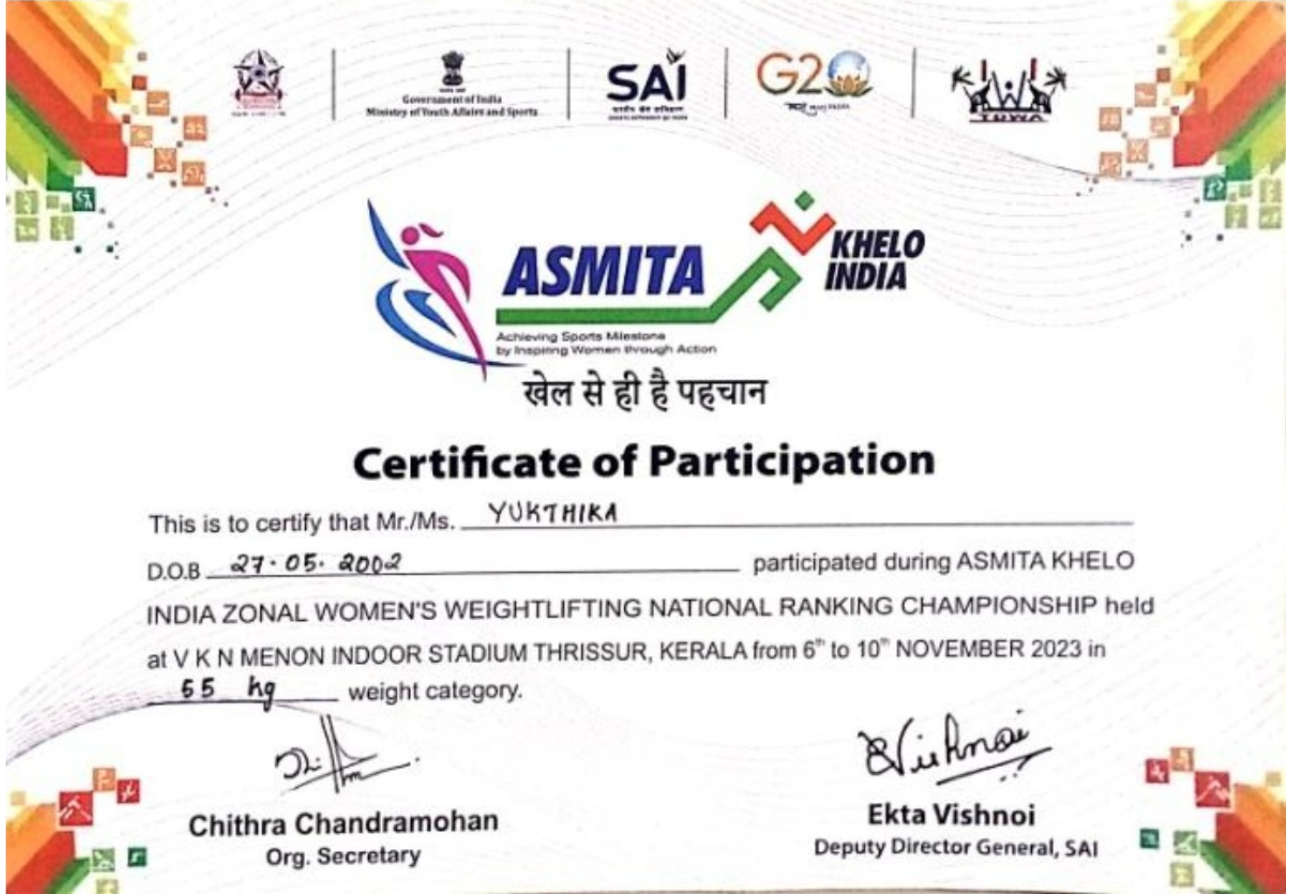 Government of India
Ministry of Youth Affairs and Sports
SAI
G20
ASMITA
KHELO
INDIA
Achieving Sports Milestone
by Inspiring Women through Action
खेल से ही है पहचान
Certificate of Participation
This is to certify that Mr./Ms. YUKTHIKA
D.O.B 27.05.2002 participated during ASMITA KHELO
INDIA ZONAL WOMEN'S WEIGHTLIFTING NATIONAL RANKING CHAMPIONSHIP held
at V K N MENON INDOOR STADIUM THRISSUR, KERALA from 6th to 10th NOVEMBER 2023 in
55 kg weight category.
Vishnoi
Chithra Chandramohan
Org. Secretary
Ekta Vishnoi
Deputy Director General, SAI